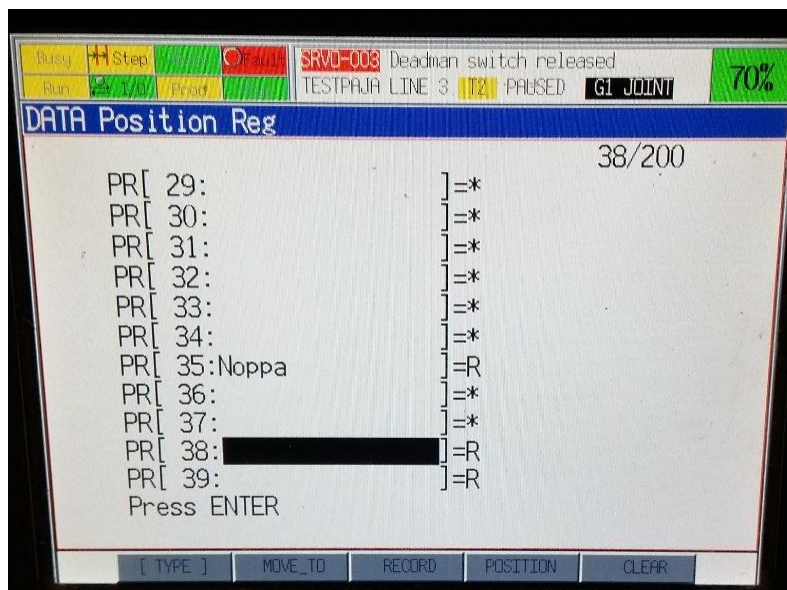 Busy Step Fault SRVO-003 Deadman switch released
Run I/O Prod TESTPAJA LINE 3 T2 PAUSED G1 JOINT 70%
DATA Position Reg
38/200
PR[ 29: ]=*
PR[ 30: ]=*
PR[ 31: ]=*
PR[ 32: ]=*
PR[ 33: ]=*
PR[ 34: ]=*
PR[ 35:Noppa ]=R
PR[ 36: ]=*
PR[ 37: ]=*
PR[ 38: ]=R
PR[ 39: ]=R
Press ENTER
[ TYPE ] MOVE_TO RECORD POSITION CLEAR